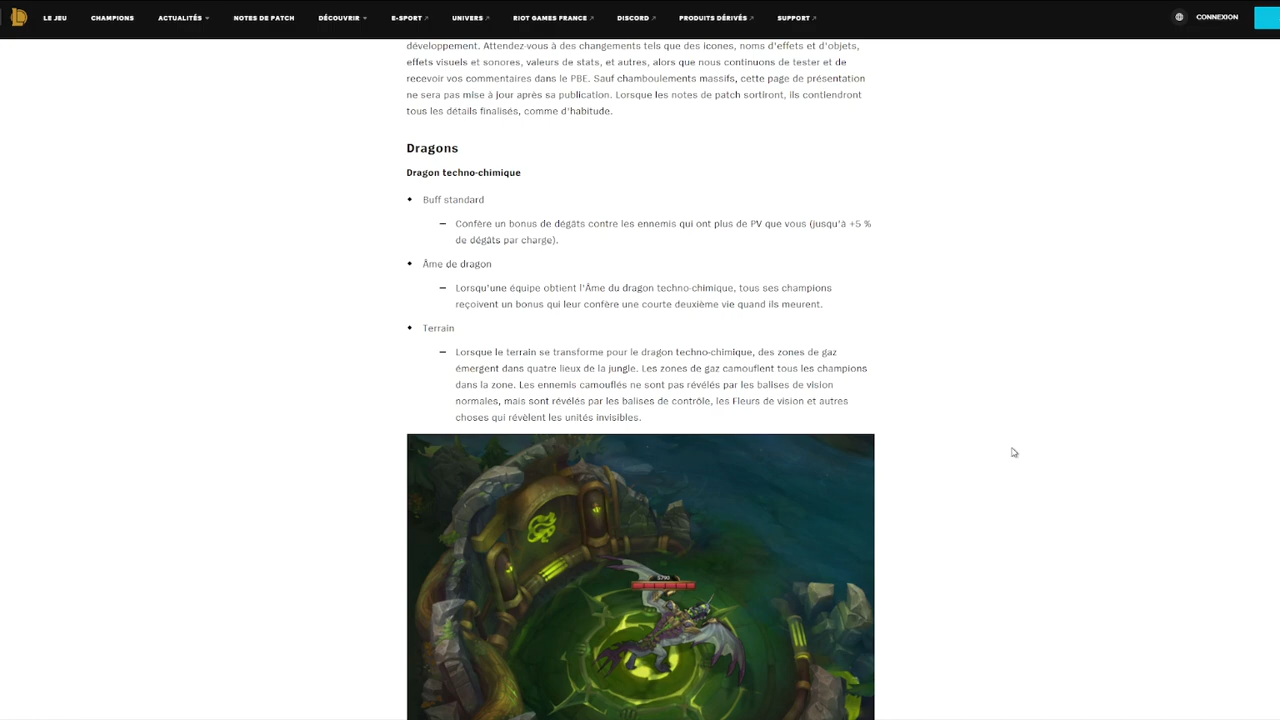 LE JEU CHAMPIONS ACTUALITÉS NOTES DE PATCH DÉCOUVRIR E-SPORT UNIVERS RIOT GAMES FRANCE DISCORD PRODUITS DÉRIVÉS SUPPORT CONNEXION
développement. Attendez-vous à des changements tels que des icones, noms d'effets et d'objets,
effets visuels et sonores, valeurs de stats, et autres, alors que nous continuons de tester et de
recevoir vos commentaires dans le PBE. Sauf chamboulements massifs, cette page de présentation
ne sera pas mise à jour après sa publication. Lorsque les notes de patch sortiront, ils contiendront
tous les détails finalisés, comme d'habitude.
Dragons
Dragon techno-chimique
Buff standard
– Confère un bonus de dégâts contre les ennemis qui ont plus de PV que vous (jusqu'à +5 %
de dégâts par charge).
Âme de dragon
– Lorsqu'une équipe obtient l'Âme du dragon techno-chimique, tous ses champions
reçoivent un bonus qui leur confère une courte deuxième vie quand ils meurent.
Terrain
– Lorsque le terrain se transforme pour le dragon techno-chimique, des zones de gaz
émergent dans quatre lieux de la jungle. Les zones de gaz camouflent tous les champions
dans la zone. Les ennemis camouflés ne sont pas révélés par les balises de vision
normales, mais sont révélés par les balises de contrôle, les Fleurs de vision et autres
choses qui révèlent les unités invisibles.